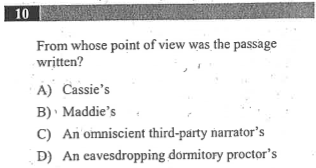 10
From whose point of view was the passage
written?
A) Cassie's
B) Maddie's
C) An omniscient third-party narrator's
D) An eavesdropping dormitory proctor's